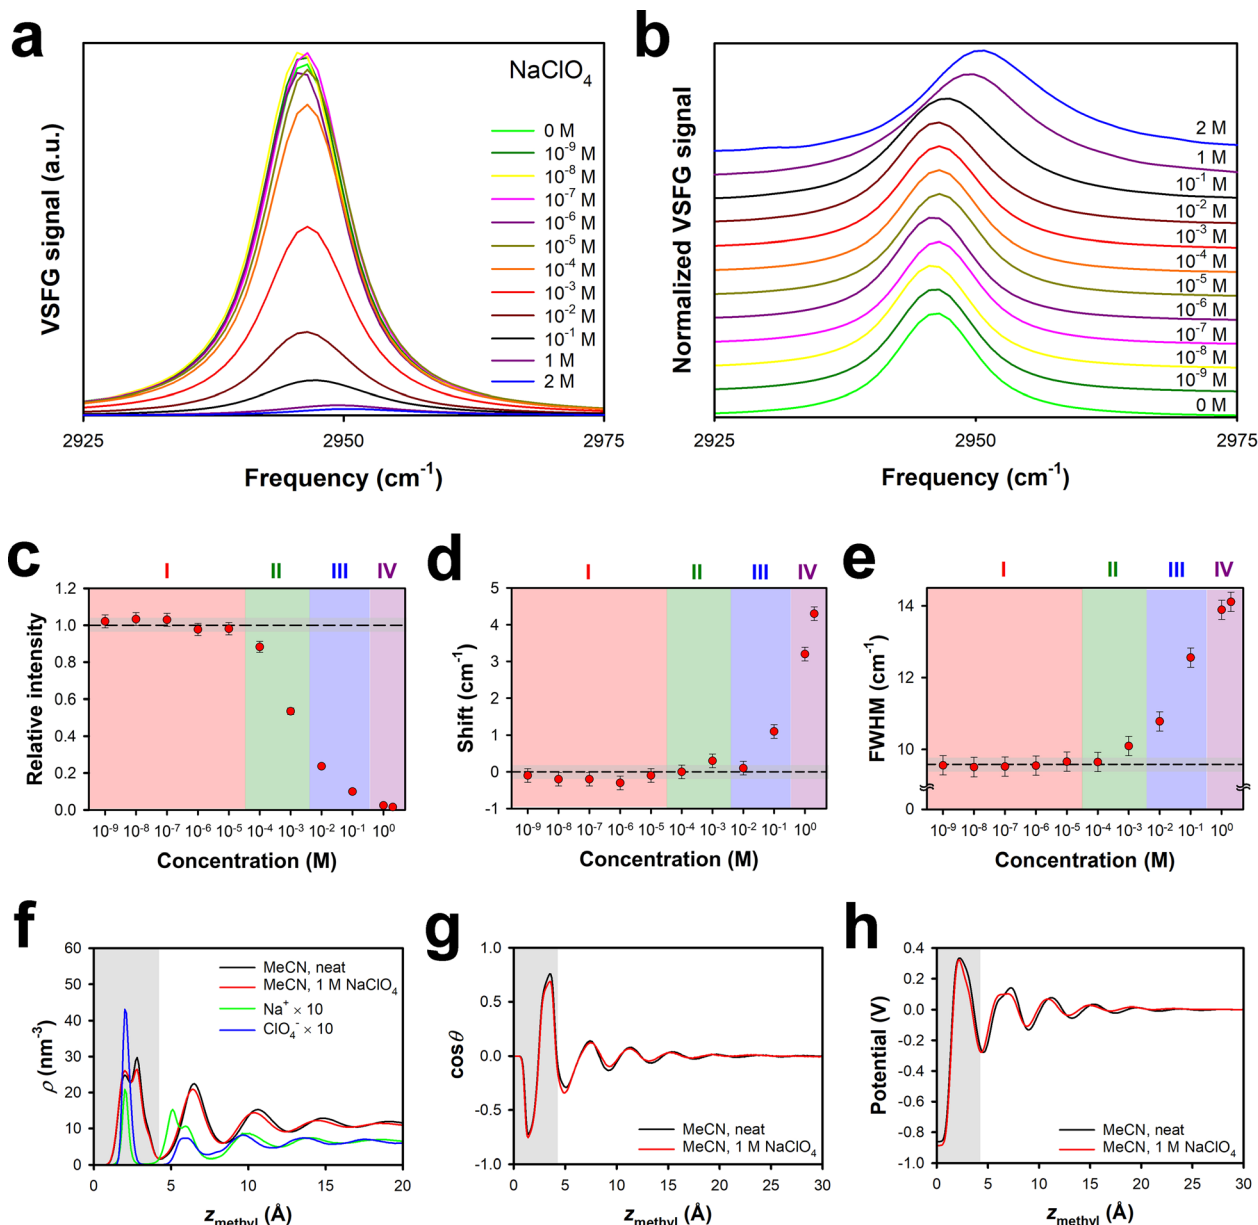 a
VSFG signal (a.u.)
NaClO₄
0 M
10⁻⁹ M
10⁻⁸ M
10⁻⁷ M
10⁻⁶ M
10⁻⁵ M
10⁻⁴ M
10⁻³ M
10⁻² M
10⁻¹ M
1 M
2 M
2925 2950 2975
Frequency (cm⁻¹)
b
Normalized VSFG signal
2 M
1 M
10⁻¹ M
10⁻² M
10⁻³ M
10⁻⁴ M
10⁻⁵ M
10⁻⁶ M
10⁻⁷ M
10⁻⁸ M
10⁻⁹ M
0 M
2925 2950 2975
Frequency (cm⁻¹)
c
I II III IV
Relative intensity
1.2
1.0
0.8
0.6
0.4
0.2
0.0
10⁻⁹ 10⁻⁸ 10⁻⁷ 10⁻⁶ 10⁻⁵ 10⁻⁴ 10⁻³ 10⁻² 10⁻¹ 10⁰
Concentration (M)
d
I II III IV
Shift (cm⁻¹)
5
4
3
2
1
0
-1
10⁻⁹ 10⁻⁸ 10⁻⁷ 10⁻⁶ 10⁻⁵ 10⁻⁴ 10⁻³ 10⁻² 10⁻¹ 10⁰
Concentration (M)
e
I II III IV
FWHM (cm⁻¹)
14
12
10
0
10⁻⁹ 10⁻⁸ 10⁻⁷ 10⁻⁶ 10⁻⁵ 10⁻⁴ 10⁻³ 10⁻² 10⁻¹ 10⁰
Concentration (M)
f
ρ (nm⁻³)
60
50
40
30
20
10
0
MeCN, neat
MeCN, 1 M NaClO₄
Na⁺ × 10
ClO₄⁻ × 10
0 5 10 15 20
z_methyl (Å)
g
cosθ
1.0
0.5
0.0
-0.5
-1.0
MeCN, neat
MeCN, 1 M NaClO₄
0 5 10 15 20 25 30
z_methyl (Å)
h
Potential (V)
0.4
0.2
0.0
-0.2
-0.4
-0.6
-0.8
-1.0
MeCN, neat
MeCN, 1 M NaClO₄
0 5 10 15 20 25 30
z_methyl (Å)